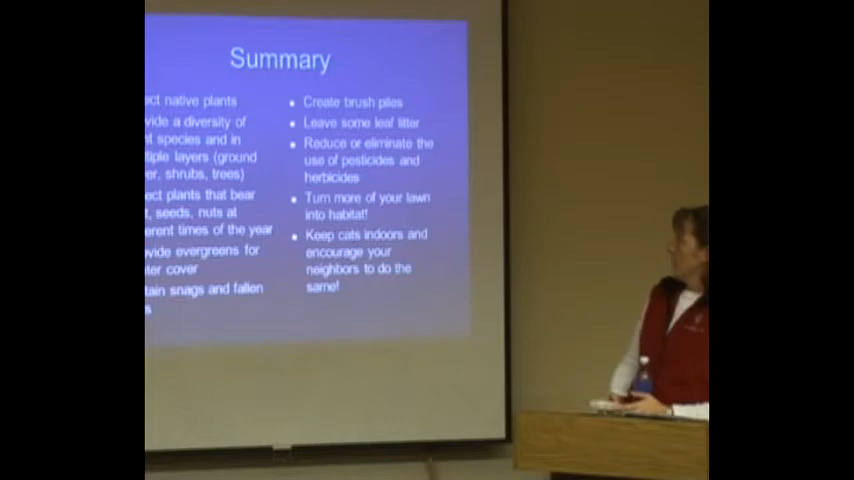 Summary
ect native plants
vide a diversity of
nt species and in
tiple layers (ground
er, shrubs, trees)
ect plants that bear
t, seeds, nuts at
erent times of the year
vide evergreens for
ter cover
tain snags and fallen
s
Create brush piles
Leave some leaf litter
Reduce or eliminate the
use of pesticides and
herbicides
Turn more of your lawn
into habitat!
Keep cats indoors and
encourage your
neighbors to do the
same!